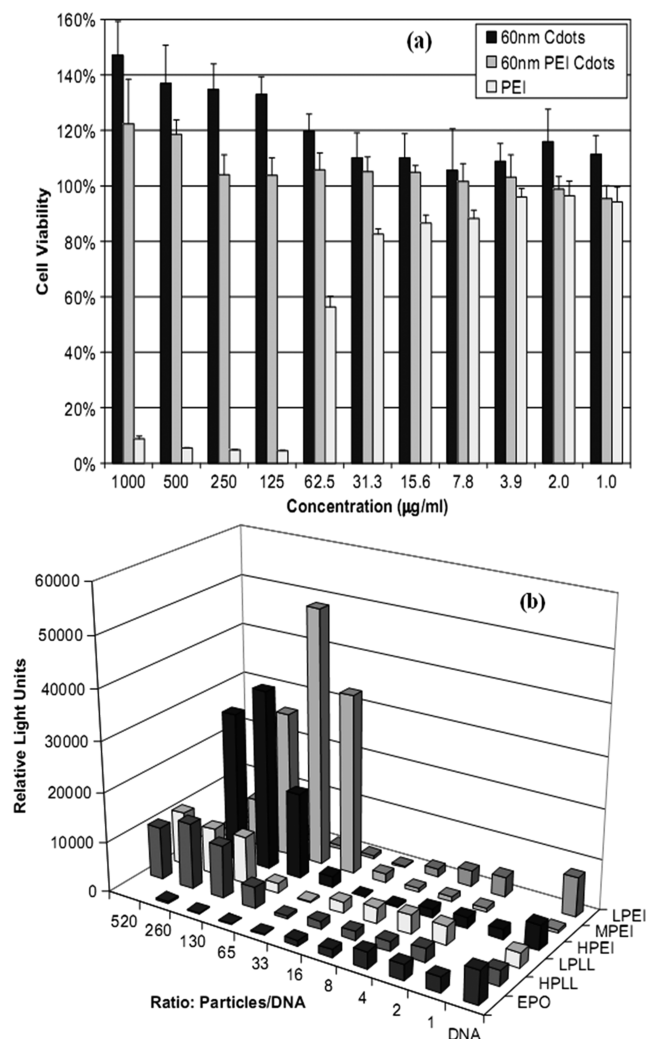 160%
(a)
60nm Cdots
140%
60nm PEI Cdots
PEI
120%
100%
80%
60%
40%
20%
0%
Cell Viability
1000 500 250 125 62.5 31.3 15.6 7.8 3.9 2.0 1.0
Concentration (µg/ml)
(b)
60000
50000
40000
30000
20000
10000
0
Relative Light Units
520
260
130
65
33
16
8
4
2
1
DNA
Ratio: Particles/DNA
LPEI
MPEI
HPEI
LPLL
HPLL
EPO